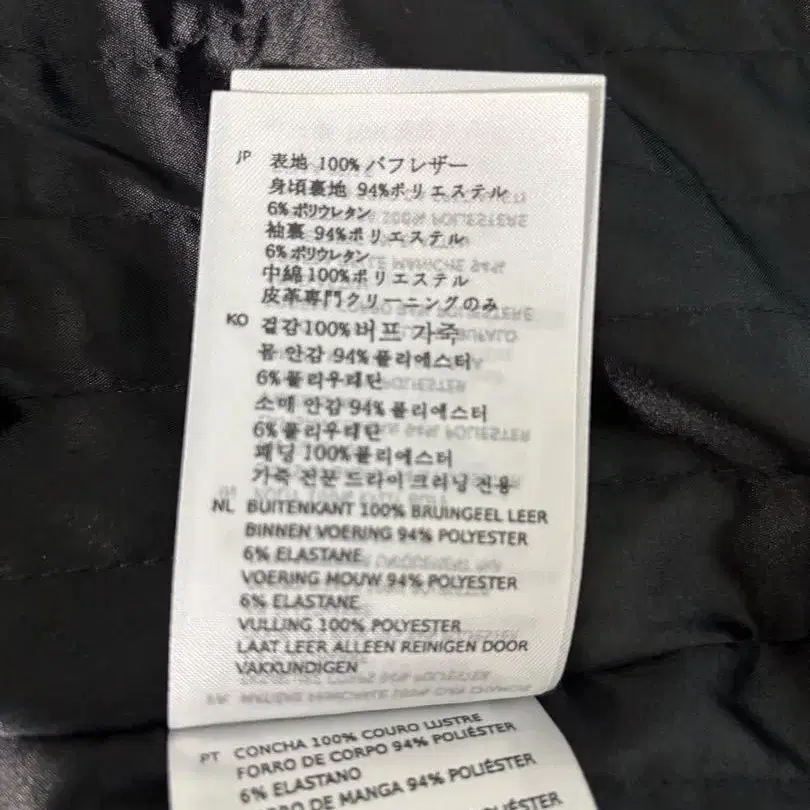 JP 表地 100% バフレザー
身頃裏地 94%ポリエステル
6% ポリウレタン
袖裏 94%ポリエステル
6% ポリウレタン
中綿100%ポリエステル
皮革専門クリーニングのみ
KO 겉감100%버프 가죽
몸 안감 94%폴리에스터
6%폴리우레탄
소매 안감 94%폴리에스터
6%폴리우레탄
패딩 100%폴리에스터
가죽 전문 드라이 크리닝 전용
NL BUITENKANT 100% BRUINGEEL LEER
BINNEN VOERING 94% POLYESTER
6% ELASTANE
VOERING MOUW 94% POLYESTER
6% ELASTANE
VULLING 100% POLYESTER
LAAT LEER ALLEEN REINIGEN DOOR
VAKKUNDIGEN
PT CONCHA 100% COURO LUSTRE
FORRO DE CORPO 94% POLIÉSTER
6% ELASTANO
DE MANGA 94% POLIÉSTER